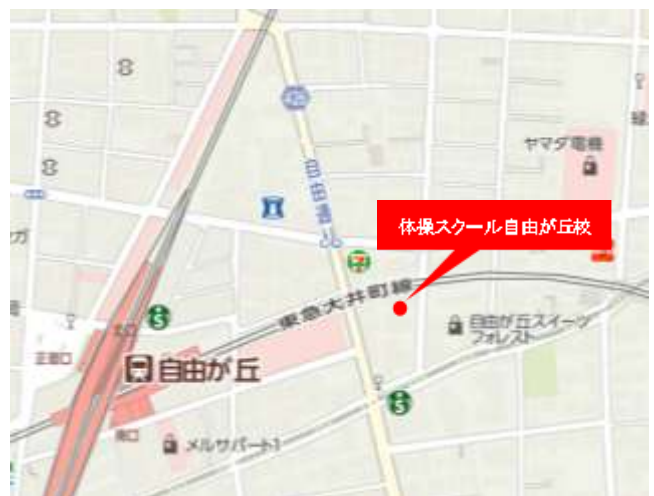 ヤマダ電機
自由通り
体操スクール自由が丘校
東急大井町線
自由が丘スイーツ
フォレスト
正面口
自由が丘
南口
メルサパート1